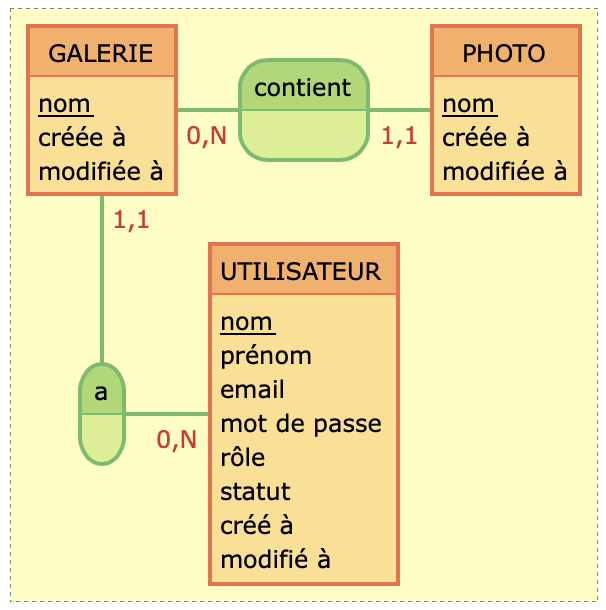 GALERIE
nom
créée à
modifiée à
contient
0,N
1,1
PHOTO
nom
créée à
modifiée à
1,1
a
0,N
UTILISATEUR
nom
prénom
email
mot de passe
rôle
statut
créé à
modifié à